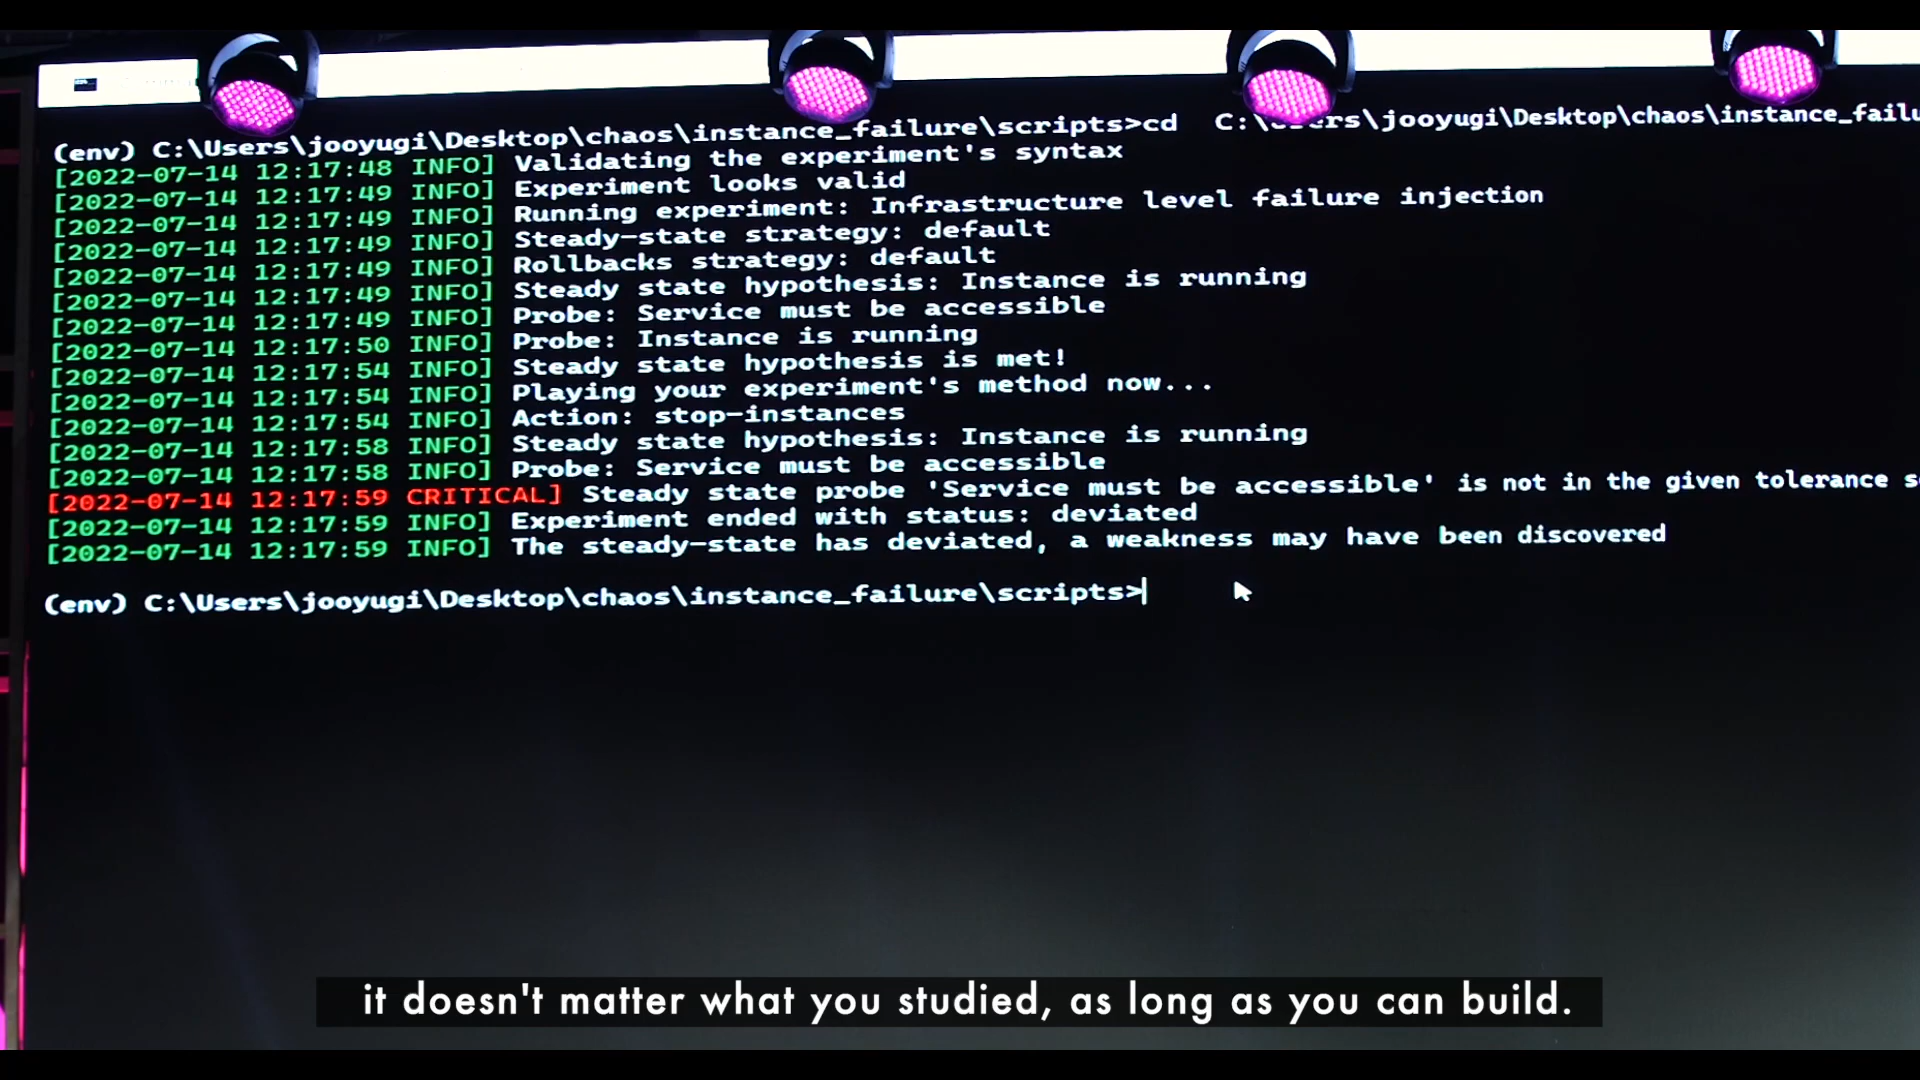 (env) C:\Users\jooyugi\Desktop\chaos\instance_failure\scripts>cd C:\Users\jooyugi\Desktop\chaos\instance_failu
[2022-07-14 12:17:48 INFO] Validating the experiment's syntax
[2022-07-14 12:17:49 INFO] Experiment looks valid
[2022-07-14 12:17:49 INFO] Running experiment: Infrastructure level failure injection
[2022-07-14 12:17:49 INFO] Steady-state strategy: default
[2022-07-14 12:17:49 INFO] Rollbacks strategy: default
[2022-07-14 12:17:49 INFO] Steady state hypothesis: Instance is running
[2022-07-14 12:17:49 INFO] Probe: Service must be accessible
[2022-07-14 12:17:50 INFO] Probe: Instance is running
[2022-07-14 12:17:54 INFO] Steady state hypothesis is met!
[2022-07-14 12:17:54 INFO] Playing your experiment's method now...
[2022-07-14 12:17:54 INFO] Action: stop-instances
[2022-07-14 12:17:58 INFO] Steady state hypothesis: Instance is running
[2022-07-14 12:17:58 INFO] Probe: Service must be accessible
[2022-07-14 12:17:59 CRITICAL] Steady state probe 'Service must be accessible' is not in the given tolerance s
[2022-07-14 12:17:59 INFO] Experiment ended with status: deviated
[2022-07-14 12:17:59 INFO] The steady-state has deviated, a weakness may have been discovered
(env) C:\Users\jooyugi\Desktop\chaos\instance_failure\scripts>
it doesn't matter what you studied, as long as you can build.